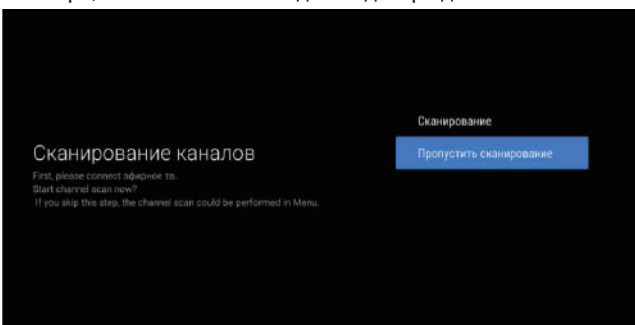 Сканирование
Пропустить сканирование
Сканирование каналов
First, please connect эфирное тв.
Start channel scan now?
If you skip this step, the channel scan could be performed in Menu.